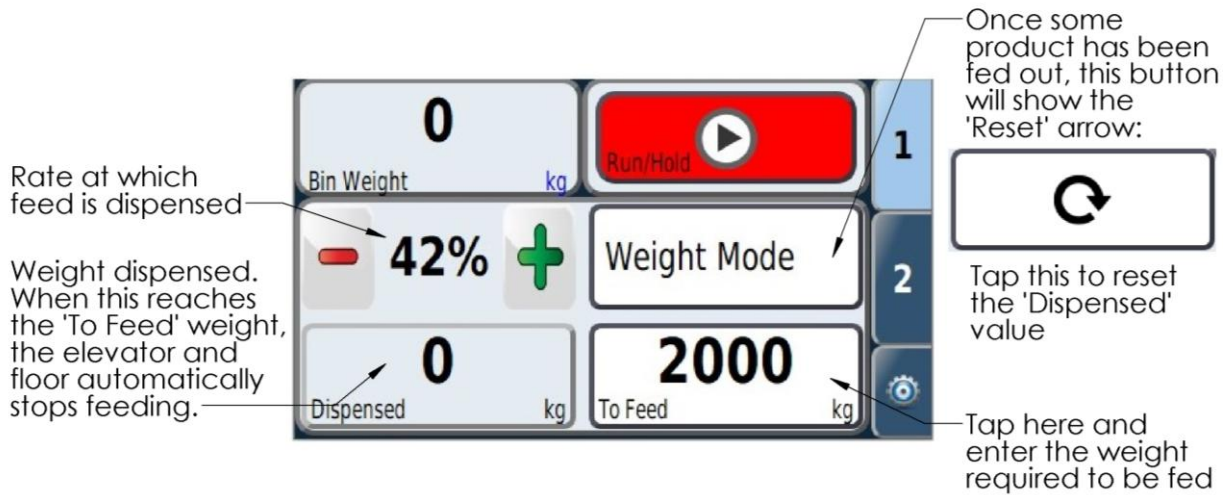 Once some
product has been
fed out, this button
will show the
'Reset' arrow:
0
Bin Weight kg
Run/Hold
1
Rate at which
feed is dispensed
42%
Weight Mode
2
Tap this to reset
the 'Dispensed'
value
Weight dispensed.
When this reaches
the 'To Feed' weight,
the elevator and
floor automatically
stops feeding.
0
Dispensed kg
2000
To Feed kg
Tap here and
enter the weight
required to be fed